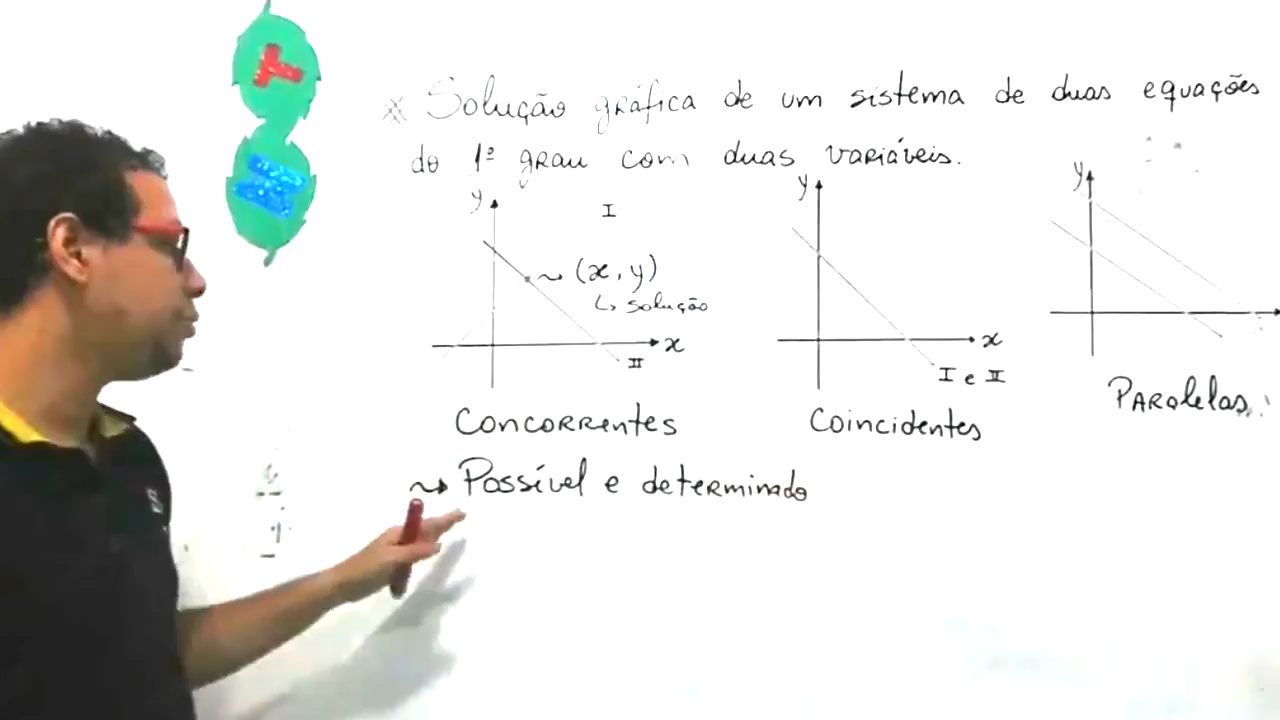 ※ Solução gráfica de um sistema de duas equações
do 1º grau com duas variáveis.
y
I
(x, y)
↳ solução
x
II
Concorrentes
↝ Possível e determinado
y
x
I e II
Coincidentes
y
Paralelas